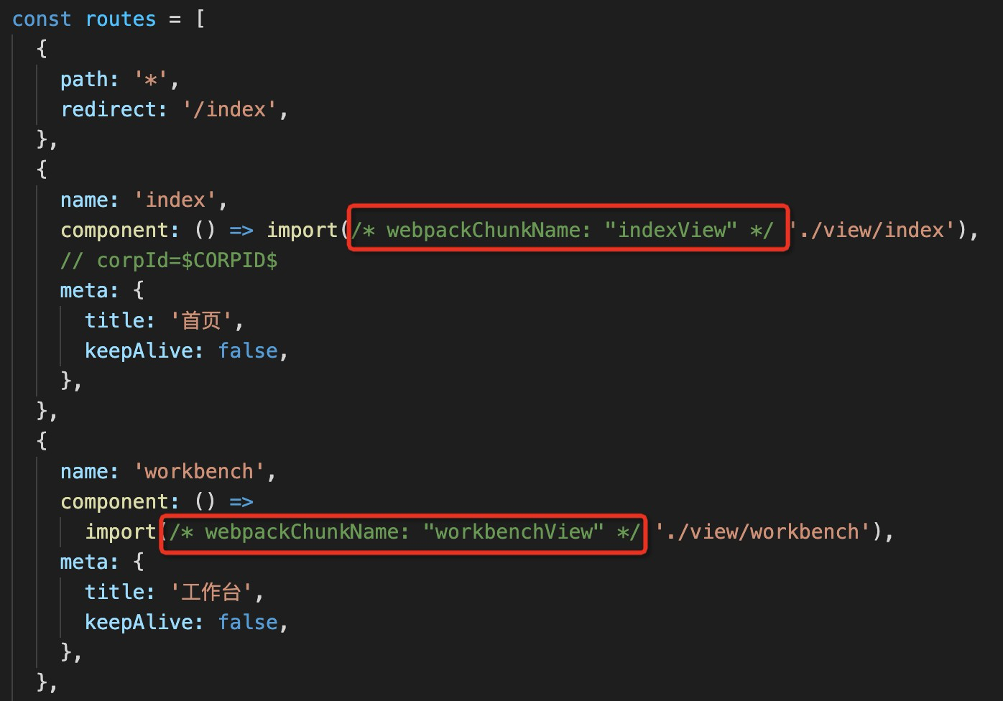 const routes = [
{
path: '*',
redirect: '/index',
},
{
name: 'index',
component: () => import(/* webpackChunkName: "indexView" */ './view/index'),
// corpId=$CORPID$
meta: {
title: '首页',
keepAlive: false,
},
},
{
name: 'workbench',
component: () =>
import(/* webpackChunkName: "workbenchView" */ './view/workbench'),
meta: {
title: '工作台',
keepAlive: false,
},
},